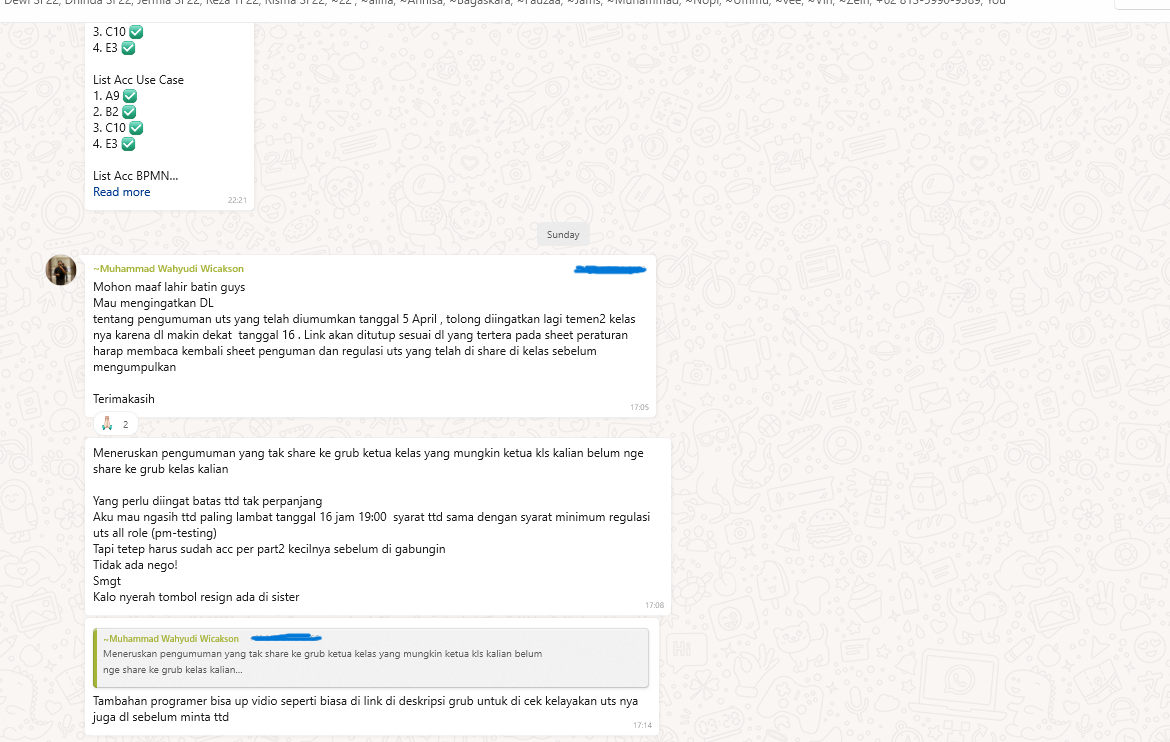 Dewi SI 22, Dhinda SI 22, Jermia SI 22, Reza TI 22, Risma SI 22, ~22 , ~alina, ~Annisa, ~Bagaskara, ~Fauzaa, ~Jams, ~Muhammad, ~Nopi, ~Ummu, ~vee, ~Vin, ~Zein, You
3. C10 ✅
4. E3 ✅
List Acc Use Case
1. A9 ✅
2. B2 ✅
3. C10 ✅
4. E3 ✅
List Acc BPMN...
Read more
22:21
Sunday
~Muhammad Wahyudi Wicakson
Mohon maaf lahir batin guys
Mau mengingatkan DL
tentang pengumuman uts yang telah diumumkan tanggal 5 April , tolong diingatkan lagi temen2 kelas
nya karena dl makin dekat  tanggal 16 . Link akan ditutup sesuai dl yang tertera pada sheet peraturan
harap membaca kembali sheet penguman dan regulasi uts yang telah di share di kelas sebelum
mengumpulkan
Terimakasih
17:05
🙏🏻 2
Meneruskan pengumuman yang tak share ke grub ketua kelas yang mungkin ketua kls kalian belum nge
share ke grub kelas kalian
Yang perlu diingat batas ttd tak perpanjang
Aku mau ngasih ttd paling lambat tanggal 16 jam 19:00  syarat ttd sama dengan syarat minimum regulasi
uts all role (pm-testing)
Tapi tetep harus sudah acc per part2 kecilnya sebelum di gabungin
Tidak ada nego!
Smgt
Kalo nyerah tombol resign ada di sister
17:08
~Muhammad Wahyudi Wicakson
Meneruskan pengumuman yang tak share ke grub ketua kelas yang mungkin ketua kls kalian belum
nge share ke grub kelas kalian...
Tambahan programer bisa up vidio seperti biasa di link di deskripsi grub untuk di cek kelayakan uts nya
juga dl sebelum minta ttd
17:14